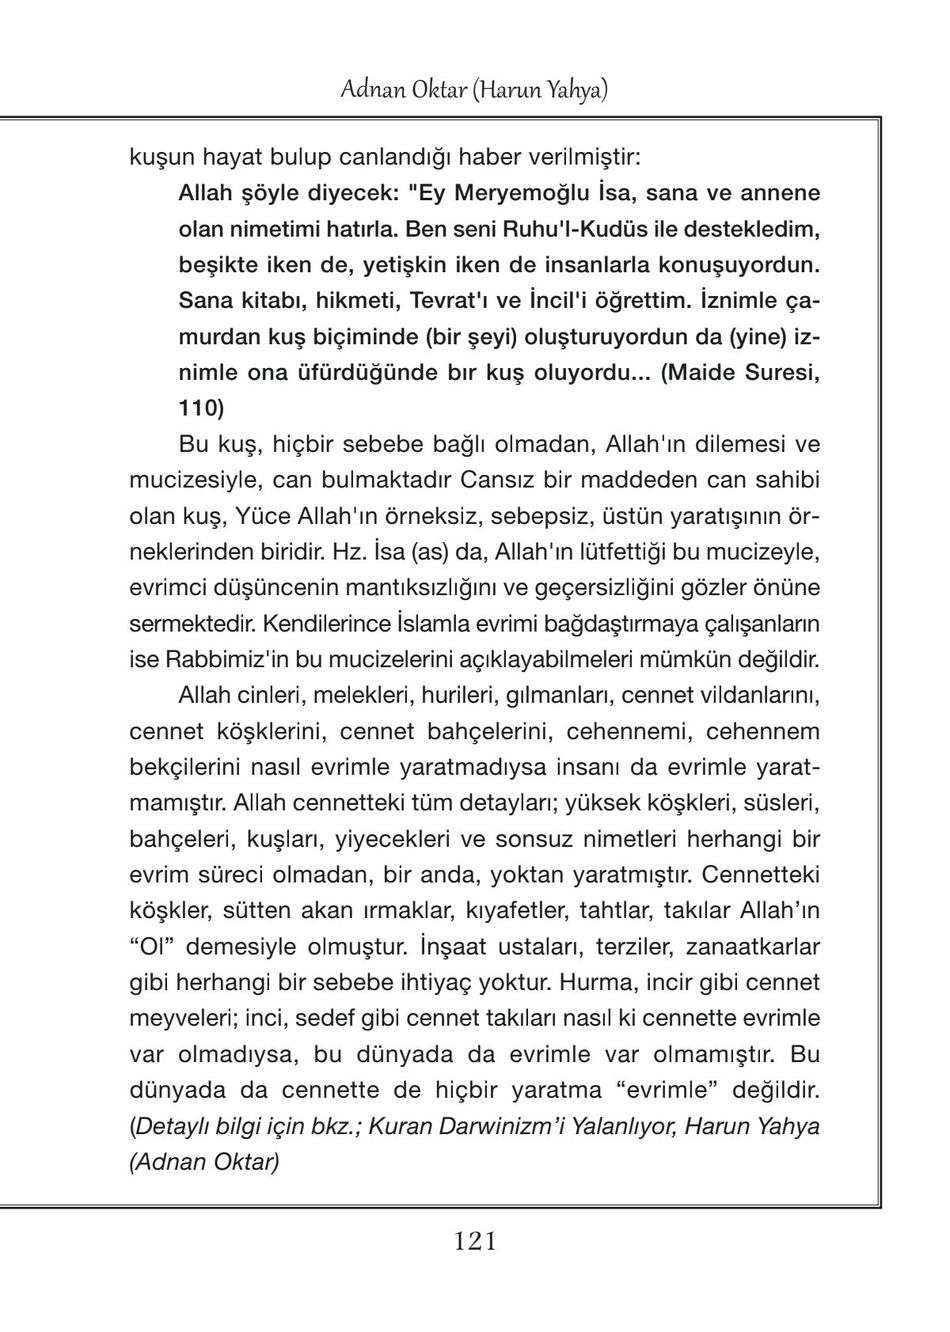 Adnan Oktar (Harun Yahya)
kuşun hayat bulup canlandığı haber verilmiştir:
Allah şöyle diyecek: "Ey Meryemoğlu İsa, sana ve annene
olan nimetimi hatırla. Ben seni Ruhu'l-Kudüs ile destekledim,
beşikte iken de, yetişkin iken de insanlarla konuşuyordun.
Sana kitabı, hikmeti, Tevrat'ı ve İncil'i öğrettim. İznimle ça-
murdan kuş biçiminde (bir şeyi) oluşturuyordun da (yine) iz-
nimle ona üfürdüğünde bır kuş oluyordu... (Maide Suresi,
110)
Bu kuş, hiçbir sebebe bağlı olmadan, Allah'ın dilemesi ve
mucizesiyle, can bulmaktadır Cansız bir maddeden can sahibi
olan kuş, Yüce Allah'ın örneksiz, sebepsiz, üstün yaratışının ör-
neklerinden biridir. Hz. İsa (as) da, Allah'ın lütfettiği bu mucizeyle,
evrimci düşüncenin mantıksızlığını ve geçersizliğini gözler önüne
sermektedir. Kendilerince İslamla evrimi bağdaştırmaya çalışanların
ise Rabbimiz'in bu mucizelerini açıklayabilmeleri mümkün değildir.
Allah cinleri, melekleri, hurileri, gılmanları, cennet vildanlarını,
cennet köşklerini, cennet bahçelerini, cehennemi, cehennem
bekçilerini nasıl evrimle yaratmadıysa insanı da evrimle yarat-
mamıştır. Allah cennetteki tüm detayları; yüksek köşkleri, süsleri,
bahçeleri, kuşları, yiyecekleri ve sonsuz nimetleri herhangi bir
evrim süreci olmadan, bir anda, yoktan yaratmıştır. Cennetteki
köşkler, sütten akan ırmaklar, kıyafetler, tahtlar, takılar Allah’ın
“Ol” demesiyle olmuştur. İnşaat ustaları, terziler, zanaatkarlar
gibi herhangi bir sebebe ihtiyaç yoktur. Hurma, incir gibi cennet
meyveleri; inci, sedef gibi cennet takıları nasıl ki cennette evrimle
var olmadıysa, bu dünyada da evrimle var olmamıştır. Bu
dünyada da cennette de hiçbir yaratma “evrimle” değildir.
(Detaylı bilgi için bkz.; Kuran Darwinizm’i Yalanlıyor, Harun Yahya
(Adnan Oktar)
121